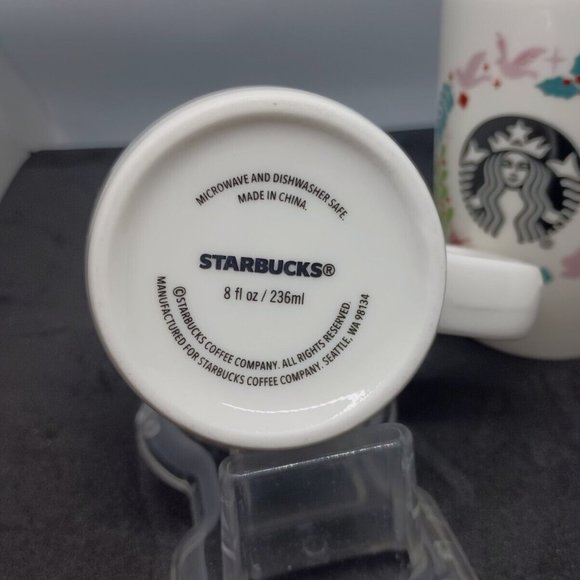 MICROWAVE AND DISHWASHER SAFE.
MADE IN CHINA.
STARBUCKS®
8 fl oz / 236ml
©STARBUCKS COFFEE COMPANY. ALL RIGHTS RESERVED.
MANUFACTURED FOR STARBUCKS COFFEE COMPANY. SEATTLE, WA 98134